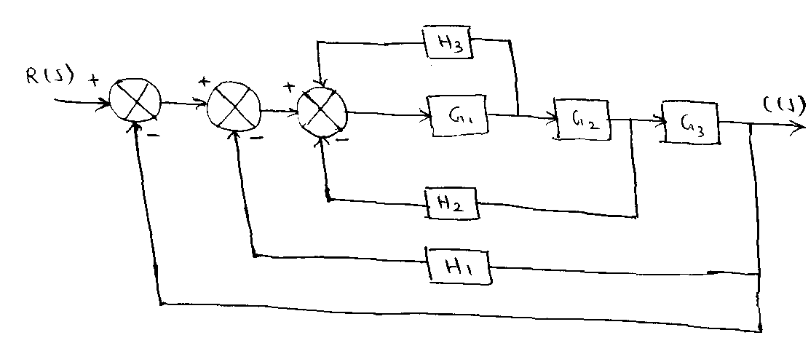 H3
R(S) + + + C(S)
G1 G2 G3
- - -
H2
H1